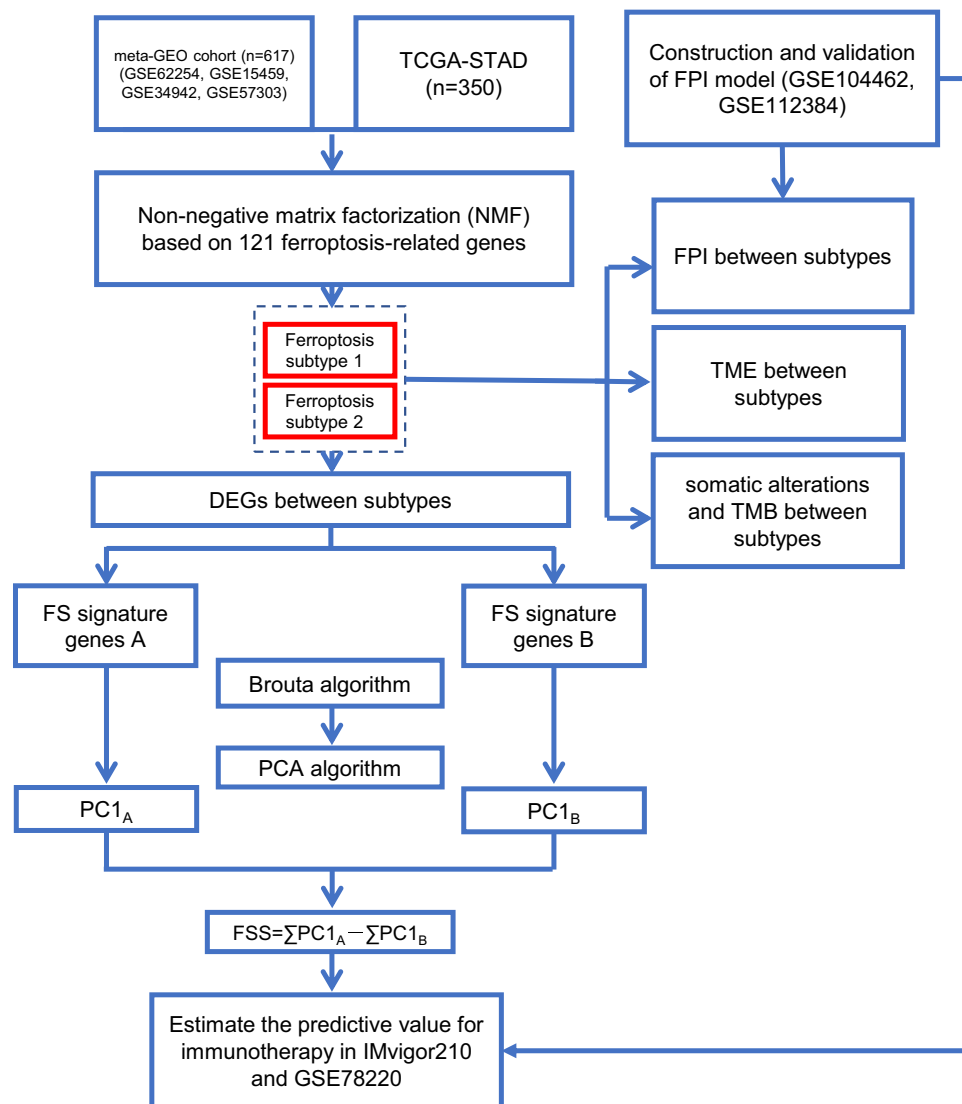 meta-GEO cohort (n=617)
(GSE62254, GSE15459,
GSE34942, GSE57303)
TCGA-STAD
(n=350)
Construction and validation
of FPI model (GSE104462,
GSE112384)
Non-negative matrix factorization (NMF)
based on 121 ferroptosis-related genes
FPI between subtypes
Ferroptosis
subtype 1
Ferroptosis
subtype 2
TME between
subtypes
somatic alterations
and TMB between
subtypes
DEGs between subtypes
FS signature
genes A
FS signature
genes B
Brouta algorithm
PCA algorithm
PC1A
PC1B
FSS=∑PC1A—∑PC1B
Estimate the predictive value for
immunotherapy in IMvigor210
and GSE78220